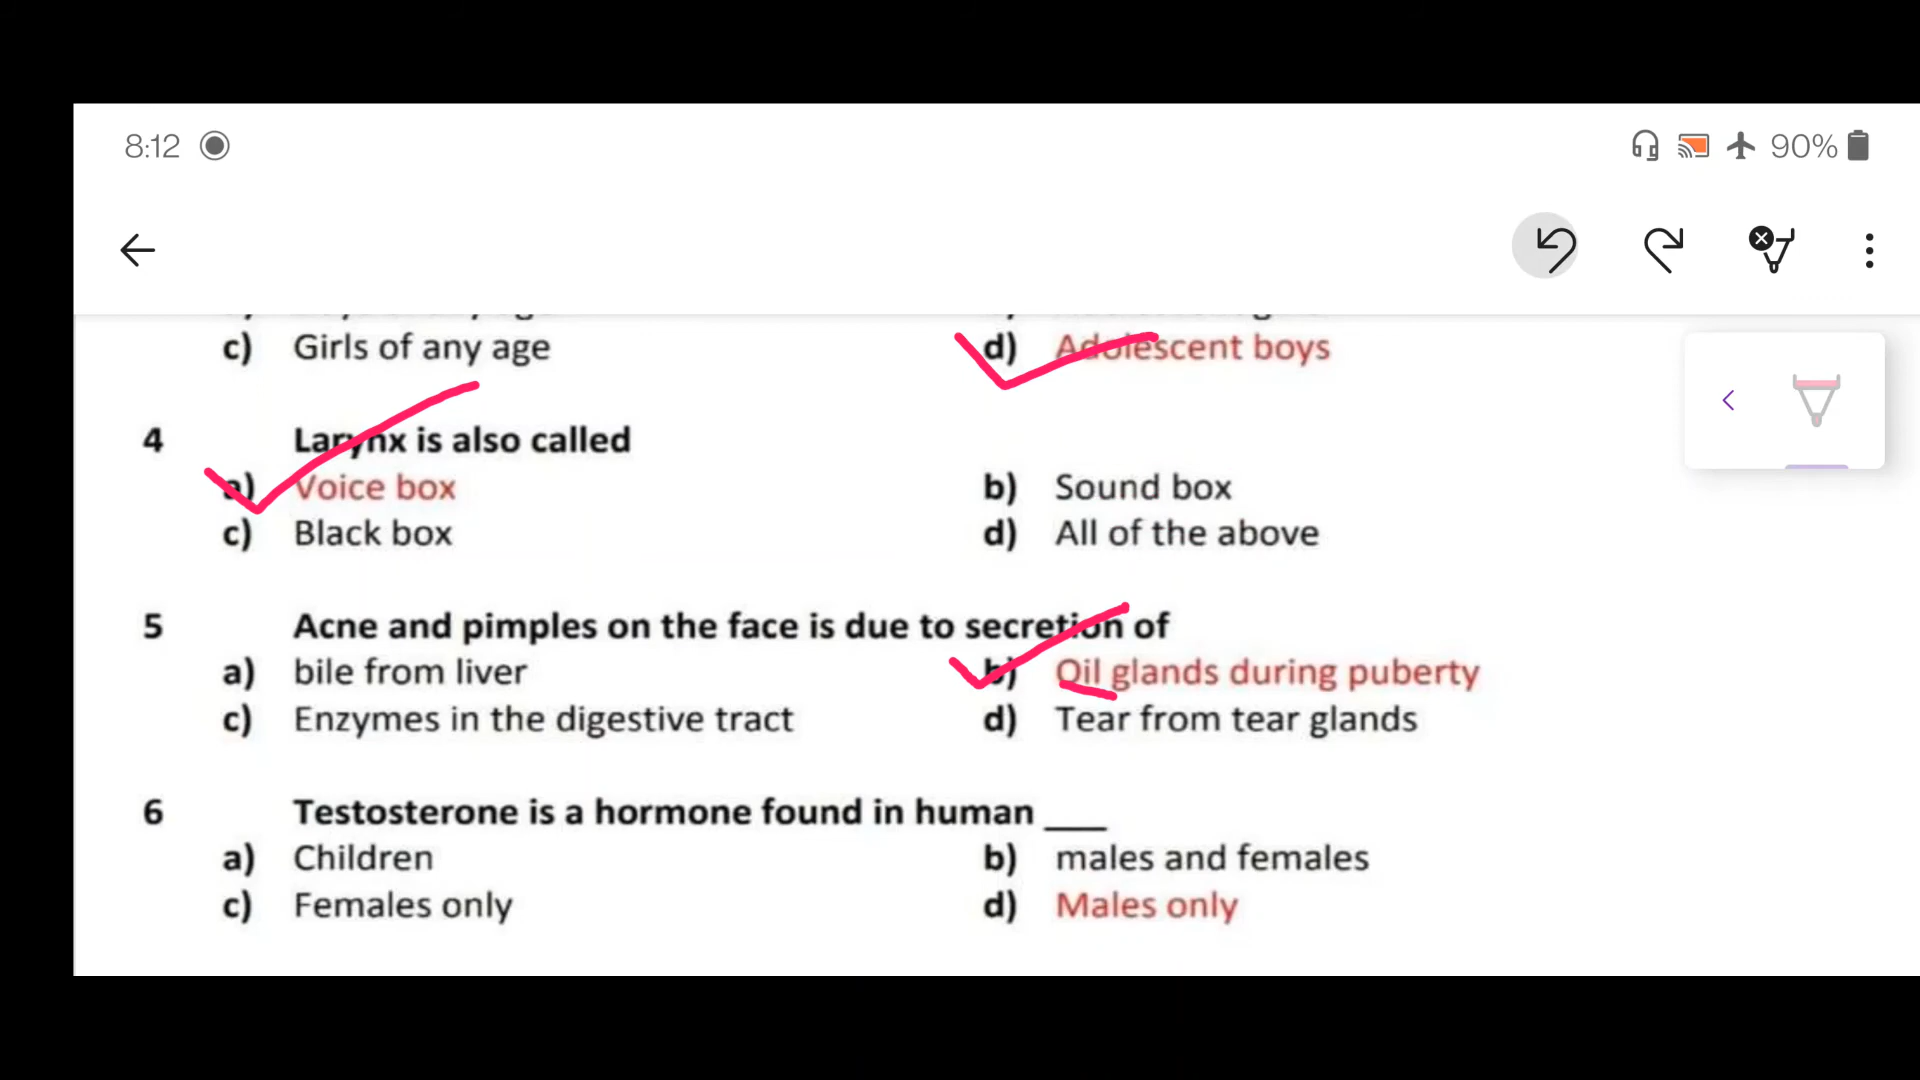 8:12 90%
c) Girls of any age d) Adolescent boys
4 Larynx is also called
a) Voice box b) Sound box
c) Black box d) All of the above
5 Acne and pimples on the face is due to secretion of
a) bile from liver b) Oil glands during puberty
c) Enzymes in the digestive tract d) Tear from tear glands
6 Testosterone is a hormone found in human ____
a) Children b) males and females
c) Females only d) Males only